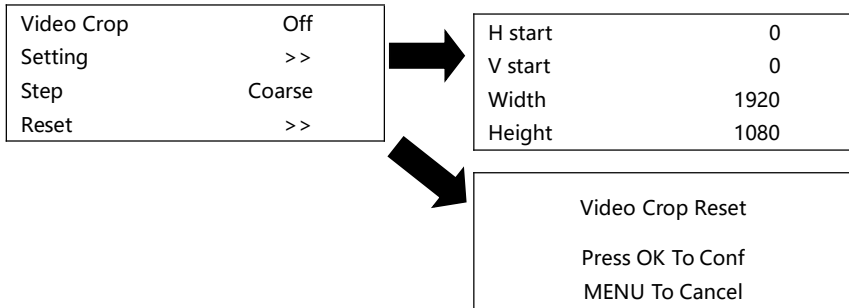 Video Crop Off
Setting >>
Step Coarse
Reset >>
H start 0
V start 0
Width 1920
Height 1080
Video Crop Reset
Press OK To Conf
MENU To Cancel